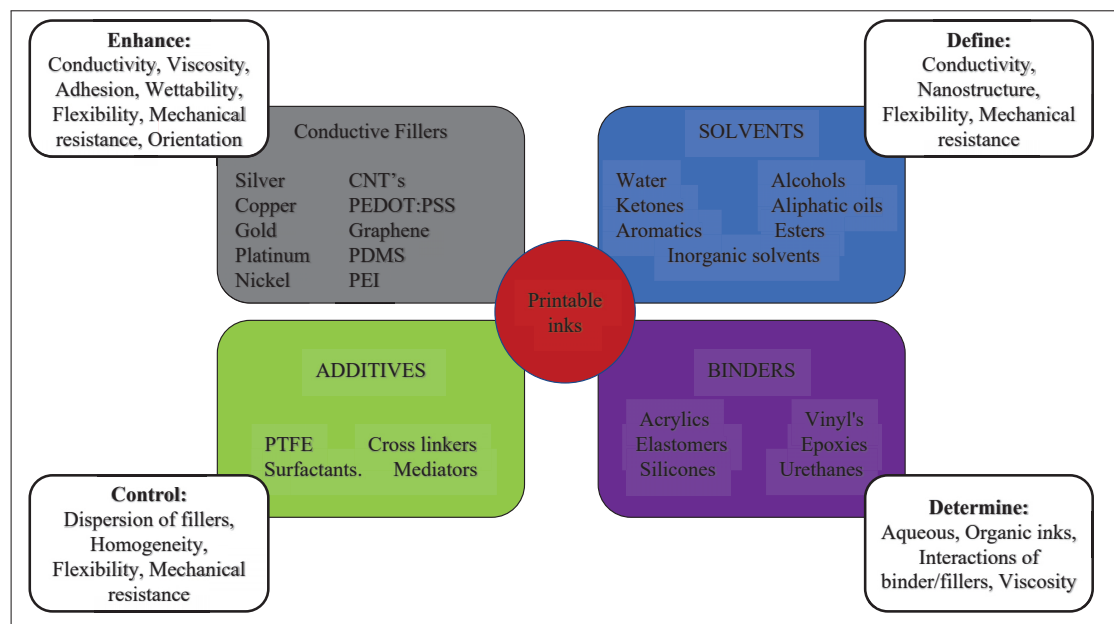 Enhance:
Conductivity, Viscosity,
Adhesion, Wettability,
Flexibility, Mechanical
resistance, Orientation
Define:
Conductivity,
Nanostructure,
Flexibility, Mechanical
resistance
Conductive Fillers
Silver CNT’s
Copper PEDOT:PSS
Gold Graphene
Platinum PDMS
Nickel PEI
SOLVENTS
Water Alcohols
Ketones Aliphatic oils
Aromatics Esters
Inorganic solvents
Printable
inks
ADDITIVES
PTFE Cross linkers
Surfactants. Mediators
BINDERS
Acrylics Vinyl's
Elastomers Epoxies
Silicones Urethanes
Control:
Dispersion of fillers,
Homogeneity,
Flexibility, Mechanical
resistance
Determine:
Aqueous, Organic inks,
Interactions of
binder/fillers, Viscosity